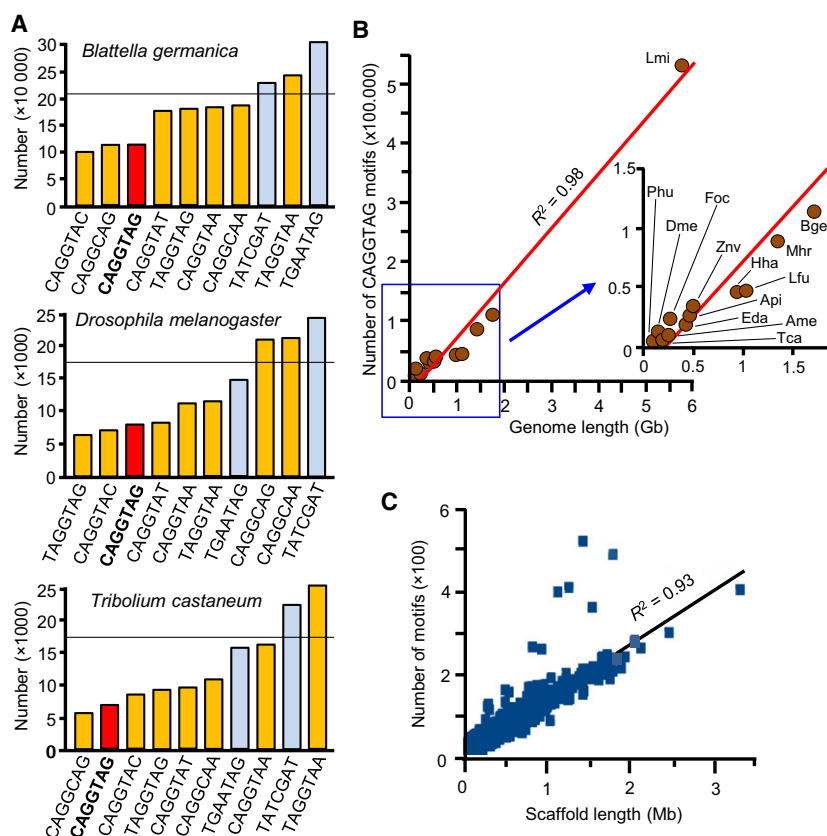 A
Blattella germanica
Number (×10 000)
30
25
20
15
10
5
0
CAGGTAC
CAGGCAG
CAGGTAG
CAGGTAT
TAGGTAG
CAGGTAA
CAGGCAA
TATCGAT
TAGGTAA
TGAATAG
Drosophila melanogaster
Number (×1000)
25
20
15
10
5
0
TAGGTAG
CAGGTAC
CAGGTAG
CAGGTAT
CAGGTAA
TAGGTAA
TGAATAG
CAGGCAG
CAGGCAA
TATCGAT
Tribolium castaneum
Number (×1000)
25
20
15
10
5
0
CAGGCAG
CAGGTAG
CAGGTAC
TAGGTAG
CAGGTAT
CAGGCAA
TGAATAG
CAGGTAA
TATCGAT
TAGGTAA
B
Number of CAGGTAG motifs (x100.000)
5
4
3
2
1
0
Lmi
R² = 0.98
0 1 2 3 4 5 6
Genome length (Gb)
1.5
1
0.5
0
Phu
Dme
Foc
Znv
Bge
Mhr
Hha
Lfu
Api
Eda
Ame
Tca
0 0.5 1 1.5
C
Number of motifs (×100)
6
4
2
0
R² = 0.93
0 1 2 3
Scaffold length (Mb)